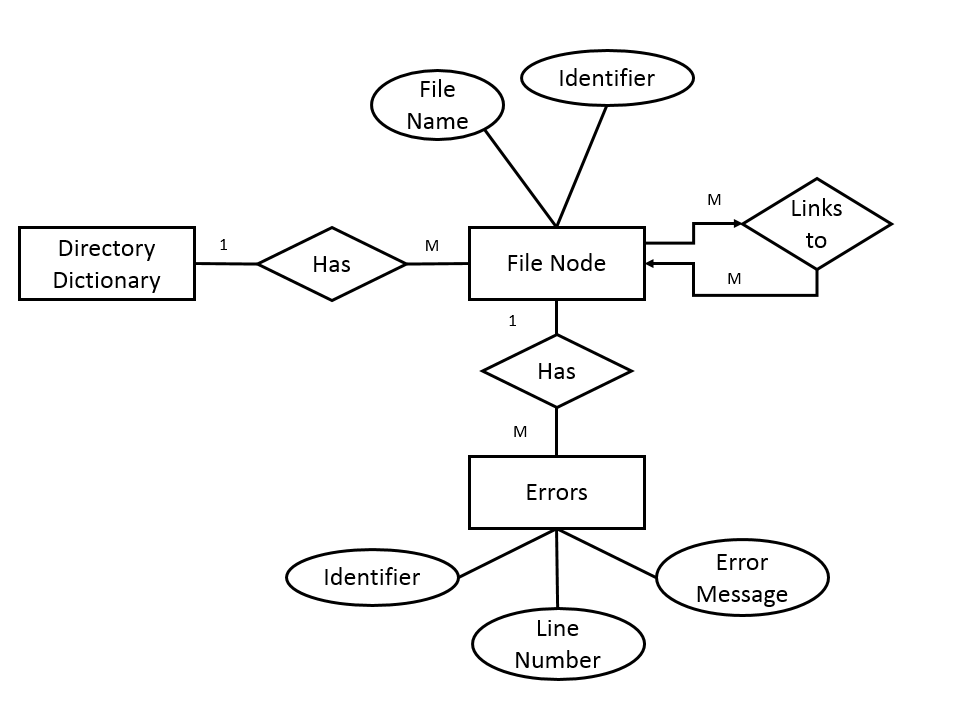 File
Name
Identifier
Links
to
M
M
Directory
Dictionary
1
Has
M
File Node
1
Has
M
Errors
Identifier
Line
Number
Error
Message